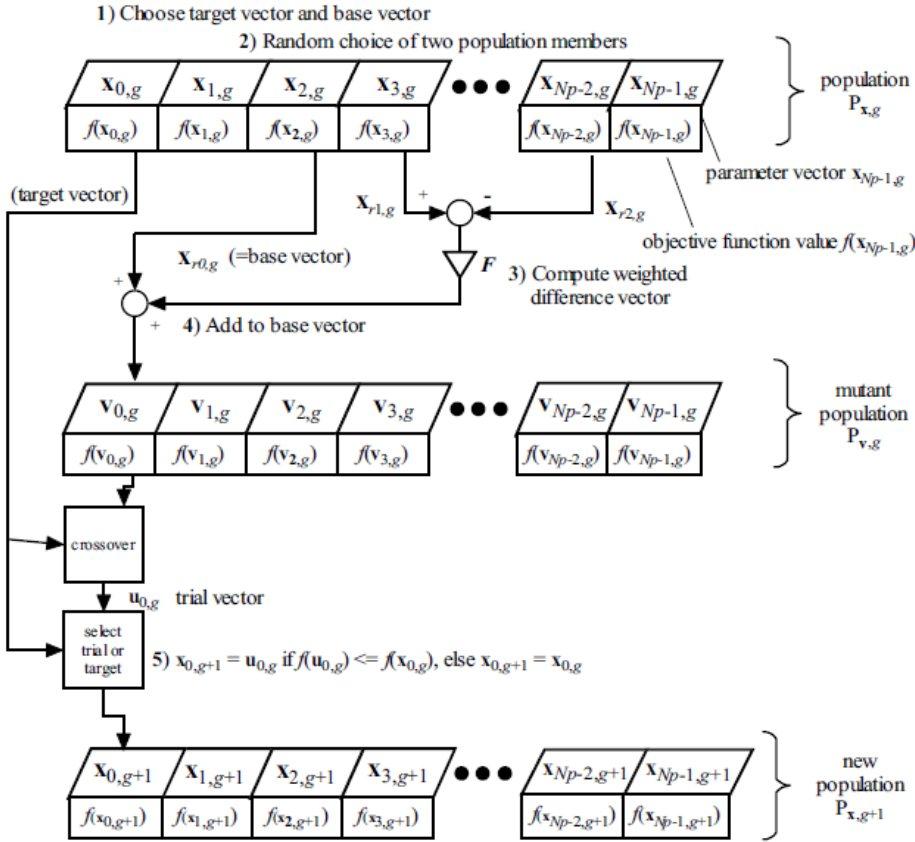 1) Choose target vector and base vector
2) Random choice of two population members
x0,g x1,g x2,g x3,g ●●● xNp-2,g xNp-1,g
f(x0,g) f(x1,g) f(x2,g) f(x3,g) f(xNp-2,g) f(xNp-1,g)
population
Px,g
parameter vector xNp-1,g
objective function value f(xNp-1,g)
(target vector)
xr1,g + - xr2,g
xr0,g (=base vector)
F
3) Compute weighted
difference vector
+
+
4) Add to base vector
v0,g v1,g v2,g v3,g ●●● vNp-2,g vNp-1,g
f(v0,g) f(v1,g) f(v2,g) f(v3,g) f(vNp-2,g) f(vNp-1,g)
mutant
population
Pv,g
crossover
u0,g trial vector
select
trial or
target
5) x0,g+1 = u0,g if f(u0,g) <= f(x0,g), else x0,g+1 = x0,g
x0,g+1 x1,g+1 x2,g+1 x3,g+1 ●●● xNp-2,g+1 xNp-1,g+1
f(x0,g+1) f(x1,g+1) f(x2,g+1) f(x3,g+1) f(xNp-2,g+1) f(xNp-1,g+1)
new
population
Px,g+1